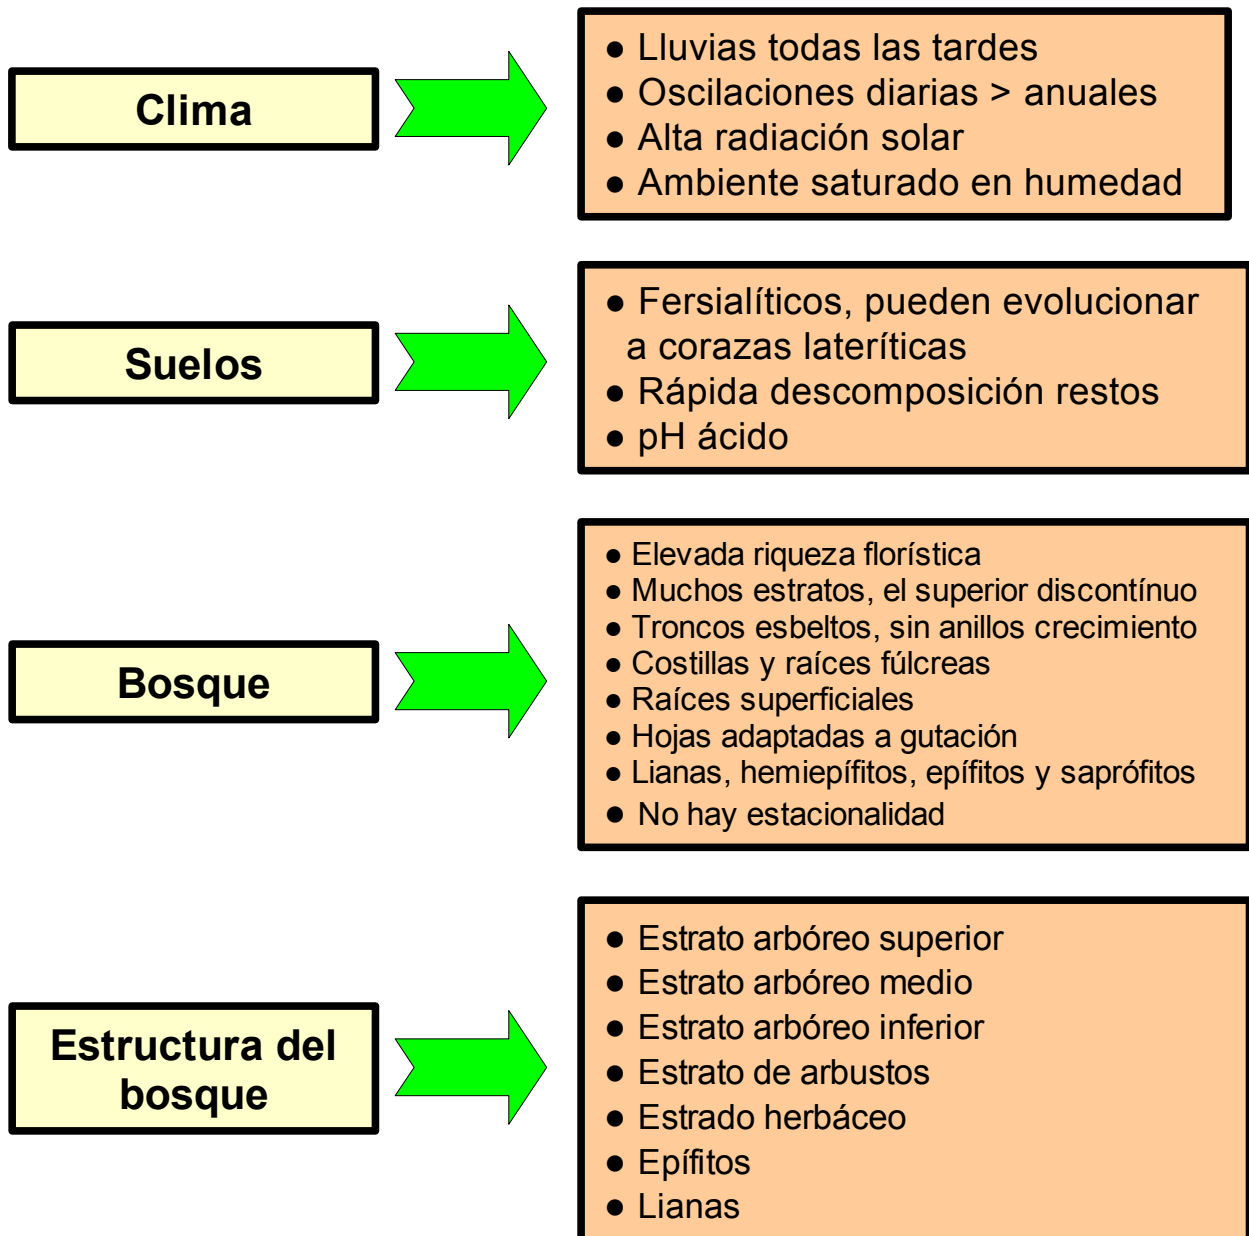 Clima
● Lluvias todas las tardes
● Oscilaciones diarias > anuales
● Alta radiación solar
● Ambiente saturado en humedad
Suelos
● Fersialíticos, pueden evolucionar
a corazas lateríticas
● Rápida descomposición restos
● pH ácido
Bosque
● Elevada riqueza florística
● Muchos estratos, el superior discontínuo
● Troncos esbeltos, sin anillos crecimiento
● Costillas y raíces fúlcreas
● Raíces superficiales
● Hojas adaptadas a gutación
● Lianas, hemiepífitos, epífitos y saprófitos
● No hay estacionalidad
Estructura del
bosque
● Estrato arbóreo superior
● Estrato arbóreo medio
● Estrato arbóreo inferior
● Estrato de arbustos
● Estrado herbáceo
● Epífitos
● Lianas